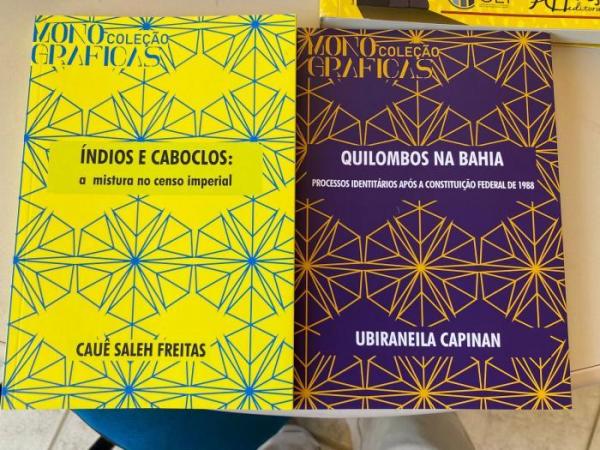 MONO COLEÇÃO
GRAFICAS
ÍNDIOS E CABOCLOS:
a mistura no censo imperial
CAUÊ SALEH FREITAS
MONO COLEÇÃO
GRAFICAS
QUILOMBOS NA BAHIA
PROCESSOS IDENTITÁRIOS APÓS A CONSTITUIÇÃO FEDERAL DE 1988
UBIRANEILA CAPINAN
editora